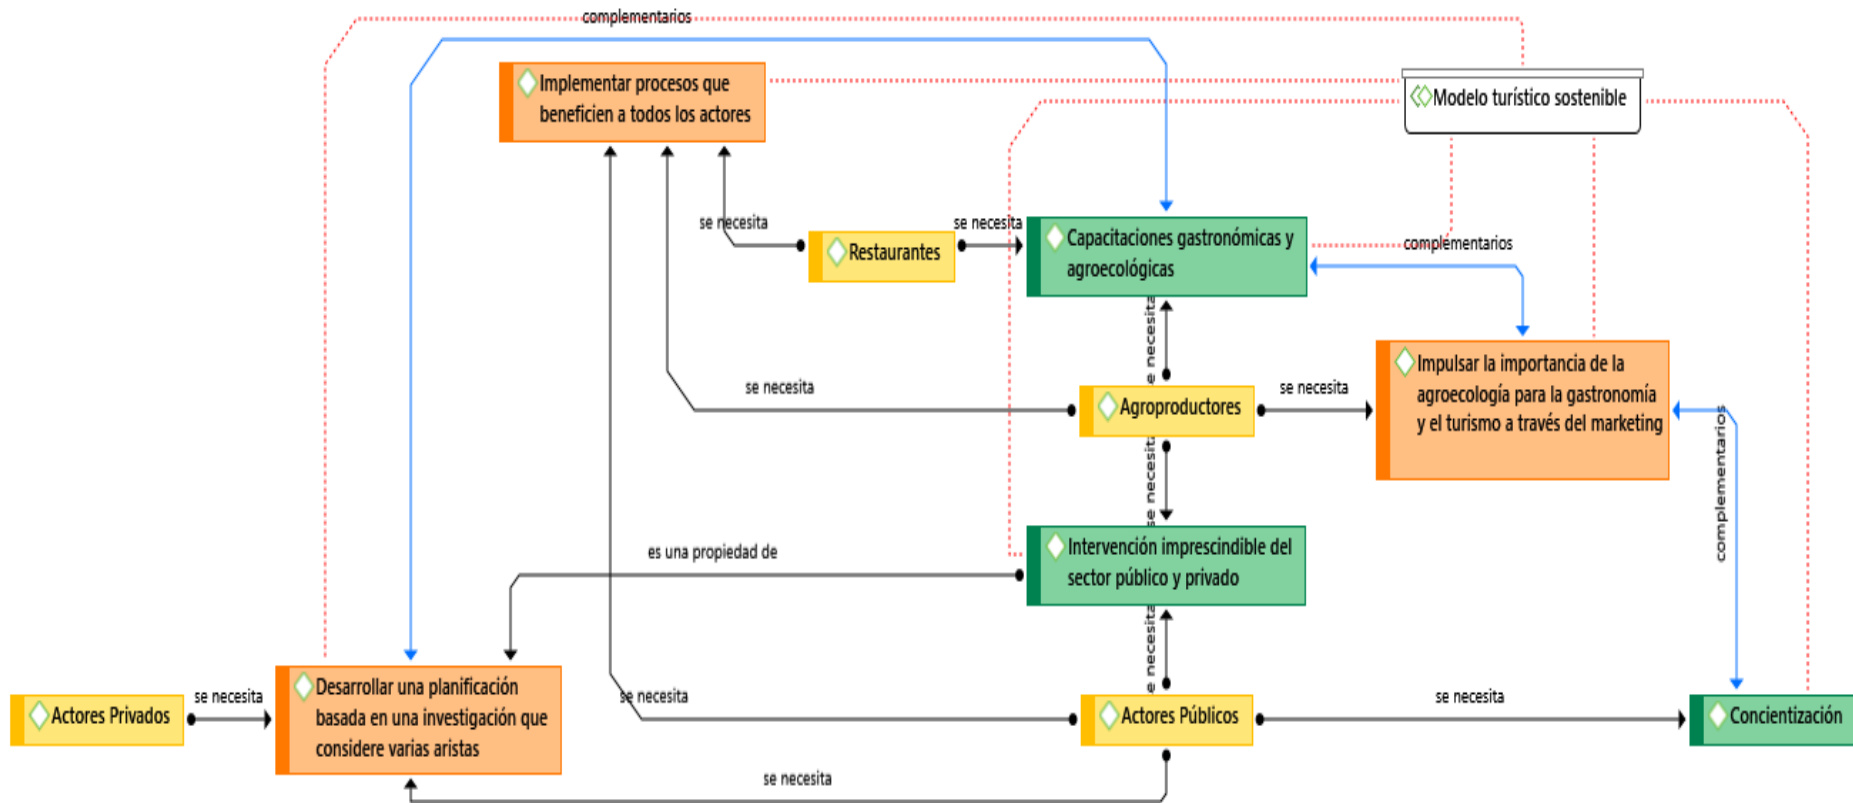 complementarios
Implementar procesos que
beneficien a todos los actores
Modelo turístico sostenible
se necesita
Restaurantes
se necesita
Capacitaciones gastronómicas y
agroecológicas
complementarios
se necesita
Impulsar la importancia de la
agroecología para la gastronomía
y el turismo a través del marketing
se necesita
Agroproductores
se necesita
complementarios
se necesita
es una propiedad de
Intervención imprescindible del
sector público y privado
se necesita
Actores Privados
se necesita
Desarrollar una planificación
basada en una investigación que
considere varias aristas
se necesita
Actores Públicos
se necesita
Concientización
se necesita